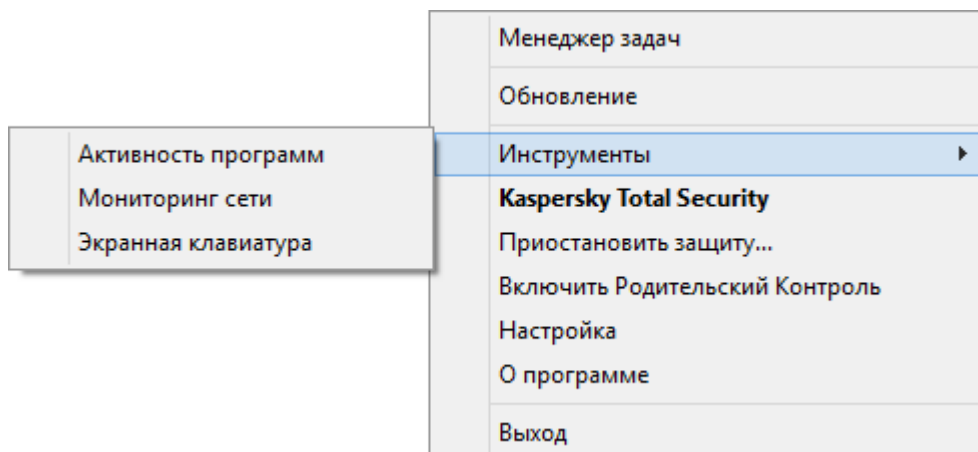 Менеджер задач
Обновление
Инструменты
Активность программ
Мониторинг сети
Экранная клавиатура
Kaspersky Total Security
Приостановить защиту...
Включить Родительский Контроль
Настройка
О программе
Выход